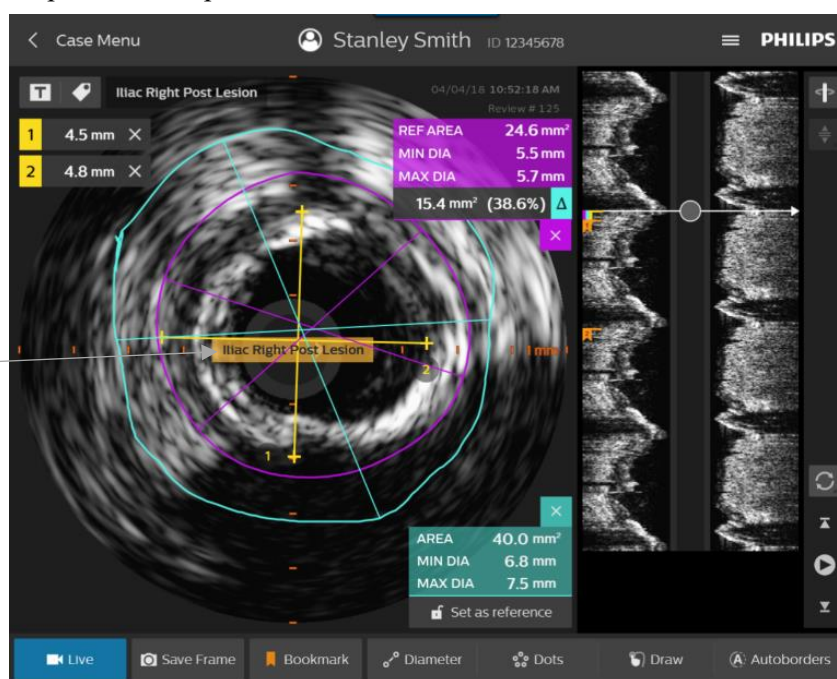 Case Menu
Stanley Smith ID 12345678
PHILIPS
T Iliac Right Post Lesion
04/04/16 10:52:18 AM
Review # 125
1 4.5 mm ×
2 4.8 mm ×
REF AREA 24.6 mm²
MIN DIA 5.5 mm
MAX DIA 5.7 mm
15.4 mm² (38.6%) Δ
×
Iliac Right Post Lesion
1 mm
2
1
×
AREA 40.0 mm²
MIN DIA 6.8 mm
MAX DIA 7.5 mm
Set as reference
Live Save Frame Bookmark Diameter Dots Draw A Autoborders